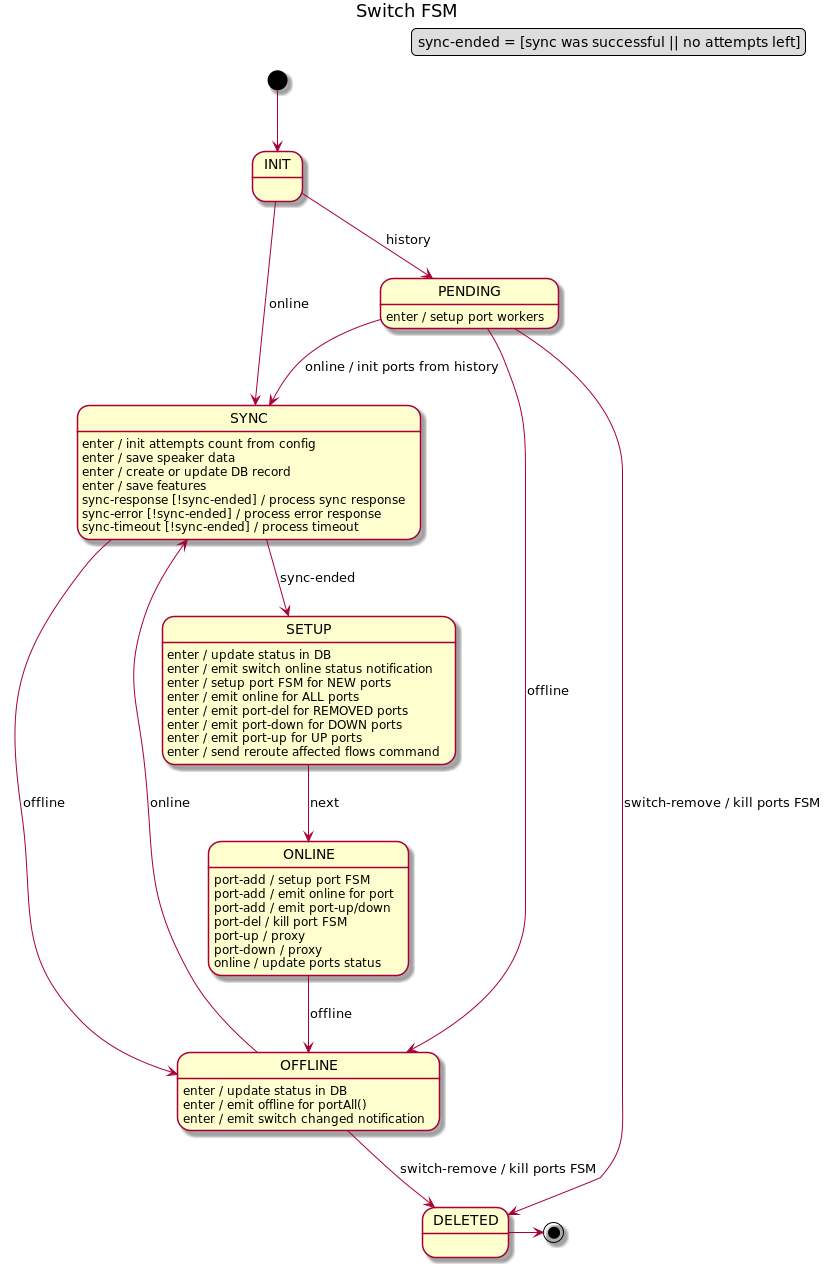 Switch FSM
sync-ended = [sync was successful || no attempts left]
INIT
history
PENDING
enter / setup port workers
online
online / init ports from history
SYNC
enter / init attempts count from config
enter / save speaker data
enter / create or update DB record
enter / save features
sync-response [!sync-ended] / process sync response
sync-error [!sync-ended] / process error response
sync-timeout [!sync-ended] / process timeout
sync-ended
SETUP
enter / update status in DB
enter / emit switch online status notification
enter / setup port FSM for NEW ports
enter / emit online for ALL ports
enter / emit port-del for REMOVED ports
enter / emit port-down for DOWN ports
enter / emit port-up for UP ports
enter / send reroute affected flows command
offline
offline
online
next
switch-remove / kill ports FSM
ONLINE
port-add / setup port FSM
port-add / emit online for port
port-add / emit port-up/down
port-del / kill port FSM
port-up / proxy
port-down / proxy
online / update ports status
offline
OFFLINE
enter / update status in DB
enter / emit offline for portAll()
enter / emit switch changed notification
switch-remove / kill ports FSM
DELETED